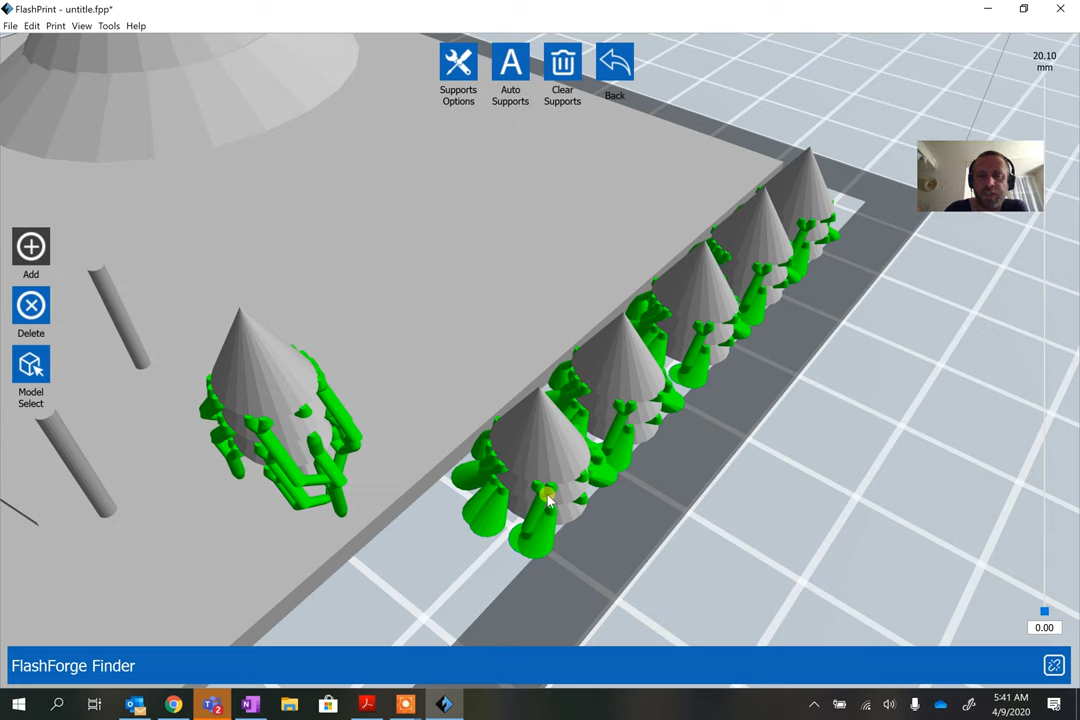 FlashPrint - untitle.fpp*
File Edit Print View Tools Help
20.10
mm
A
Supports
Options
Auto
Supports
Clear
Supports
Back
Add
Delete
Model
Select
0.00
FlashForge Finder
2
N
5:41 AM
4/9/2020